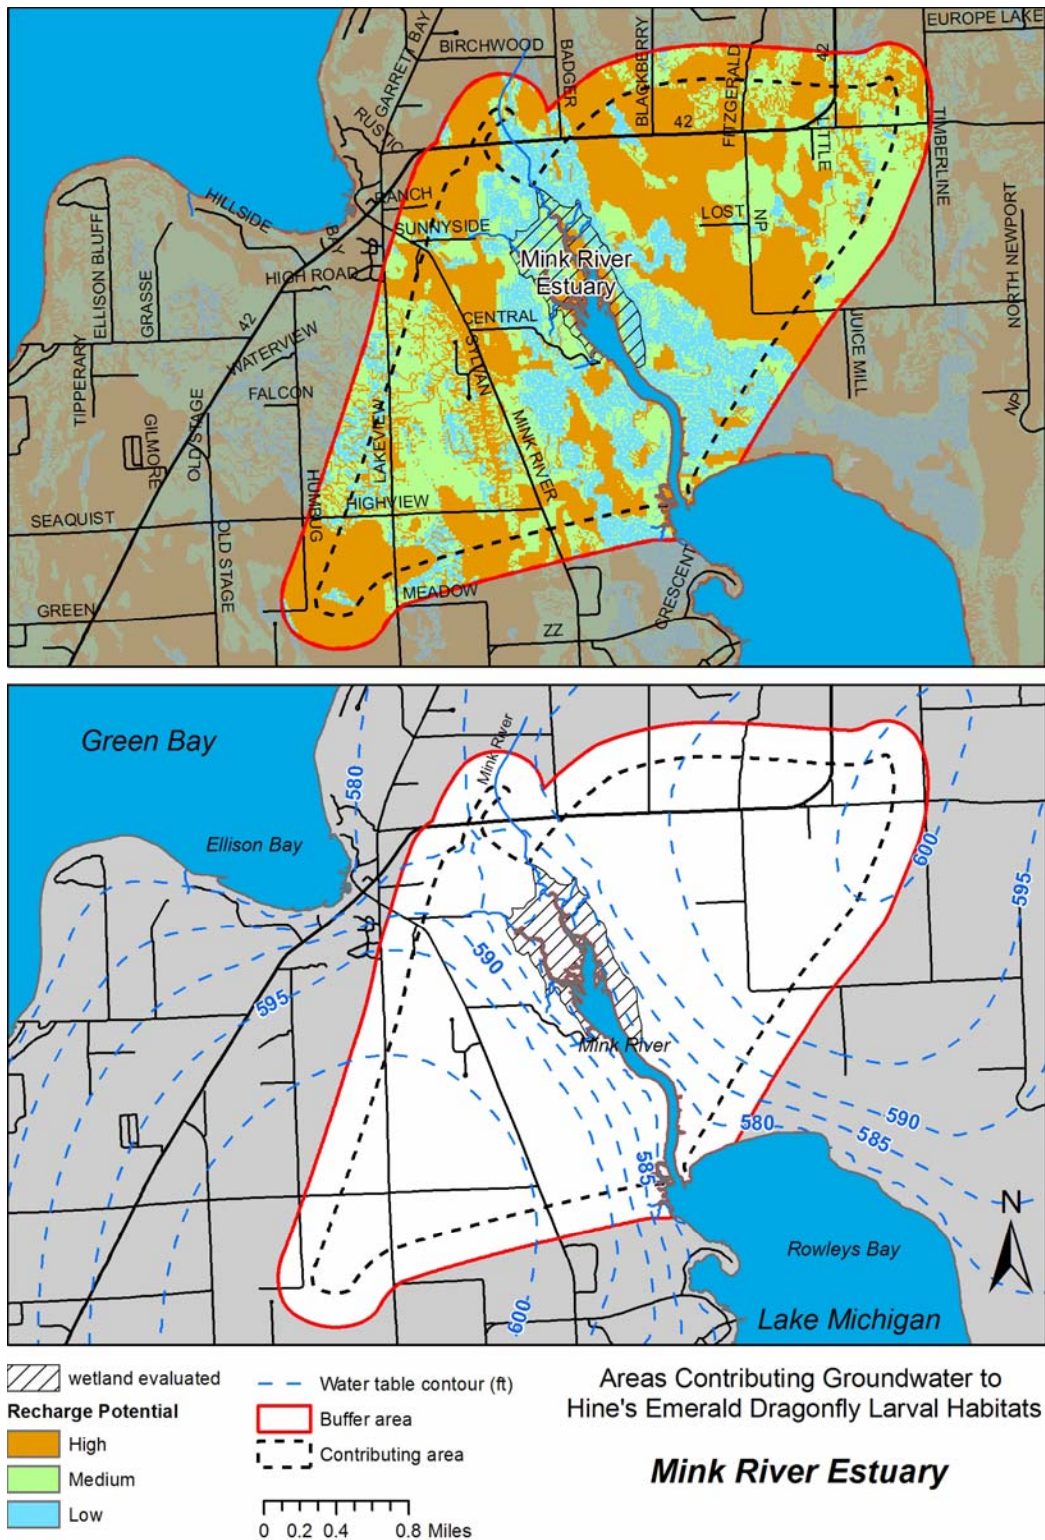 EUROPE LAKE
GARRETT BAY
BIRCHWOOD
BADGER
BLACKBERRY
FITZGERALD
42
RUSTIC
42
LITTLE
TIMBERLINE
RANCH
HILLSIDE
SUNNYSIDE
LOST
NP
NORTH NEWPORT
ELLISON BLUFF
GRASSE
BAY
HIGH ROAD
Mink River
Estuary
42
CENTRAL
SYLVAN
JUICE MILL
TIPPERARY
WATERVIEW
FALCON
NP
GILMORE
OLD STAGE
LAKEVIEW
MINK RIVER
HUMBUG
HIGHVIEW
SEAQUIST
OLD STAGE
GREEN
MEADOW
CRESCENT
ZZ
Green Bay
Mink River
580
Ellison Bay
600
595
590
595
Mink River
580
590
585
585
N
Rowleys Bay
600
Lake Michigan
wetland evaluated
Recharge Potential
High
Medium
Low
Water table contour (ft)
Buffer area
Contributing area
0 0.2 0.4 0.8 Miles
Areas Contributing Groundwater to
Hine's Emerald Dragonfly Larval Habitats
Mink River Estuary